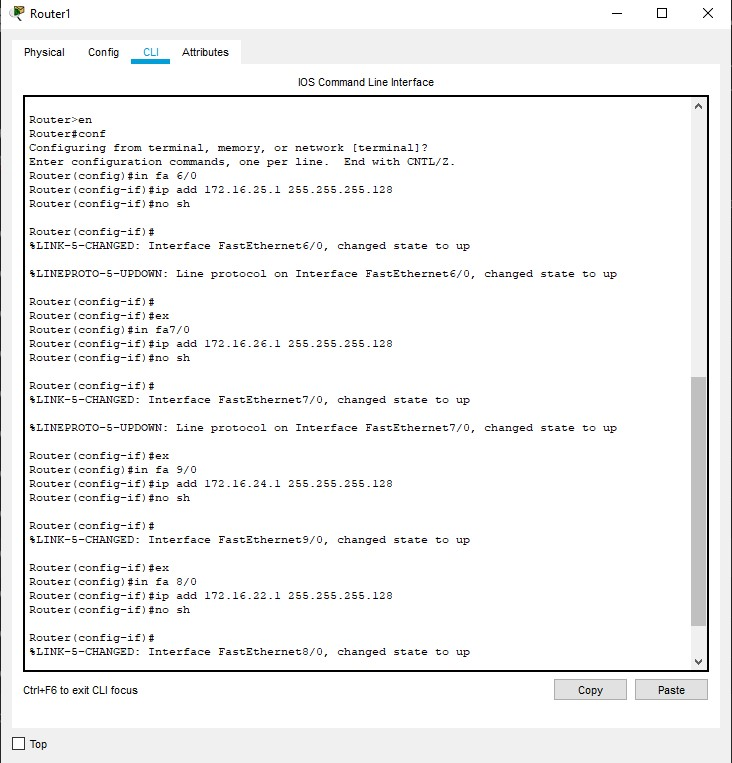 Router1
Physical Config CLI Attributes
IOS Command Line Interface
Router>en
Router#conf
Configuring from terminal, memory, or network [terminal]?
Enter configuration commands, one per line.  End with CNTL/Z.
Router(config)#in fa 6/0
Router(config-if)#ip add 172.16.25.1 255.255.255.128
Router(config-if)#no sh
Router(config-if)#
%LINK-5-CHANGED: Interface FastEthernet6/0, changed state to up
%LINEPROTO-5-UPDOWN: Line protocol on Interface FastEthernet6/0, changed state to up
Router(config-if)#
Router(config-if)#ex
Router(config)#in fa7/0
Router(config-if)#ip add 172.16.26.1 255.255.255.128
Router(config-if)#no sh
Router(config-if)#
%LINK-5-CHANGED: Interface FastEthernet7/0, changed state to up
%LINEPROTO-5-UPDOWN: Line protocol on Interface FastEthernet7/0, changed state to up
Router(config-if)#ex
Router(config)#in fa 9/0
Router(config-if)#ip add 172.16.24.1 255.255.255.128
Router(config-if)#no sh
Router(config-if)#
%LINK-5-CHANGED: Interface FastEthernet9/0, changed state to up
Router(config-if)#ex
Router(config)#in fa 8/0
Router(config-if)#ip add 172.16.22.1 255.255.255.128
Router(config-if)#no sh
Router(config-if)#
%LINK-5-CHANGED: Interface FastEthernet8/0, changed state to up
Ctrl+F6 to exit CLI focus
Copy Paste
Top